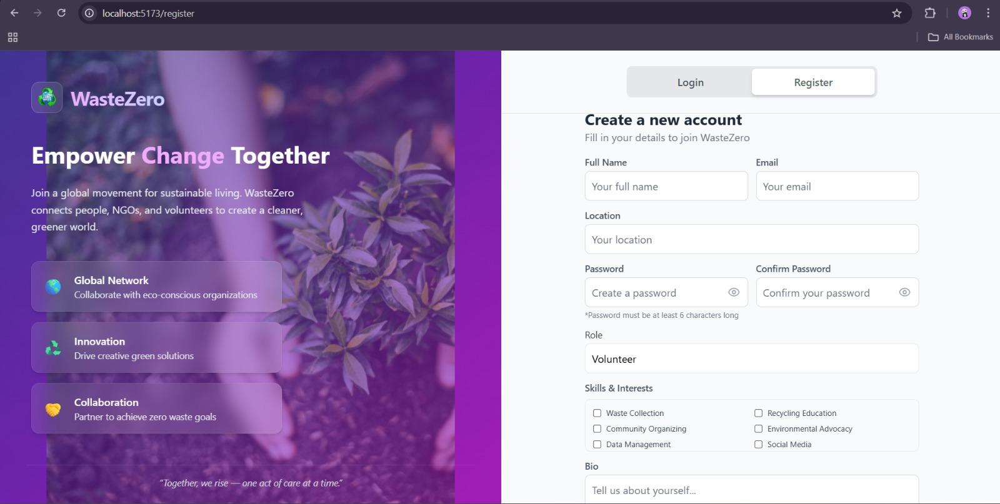 localhost:5173/register
All Bookmarks
WasteZero
Empower Change Together
Join a global movement for sustainable living. WasteZero
connects people, NGOs, and volunteers to create a cleaner,
greener world.
Global Network
Collaborate with eco-conscious organizations
Innovation
Drive creative green solutions
Collaboration
Partner to achieve zero waste goals
“Together, we rise — one act of care at a time.”
Login
Register
Create a new account
Fill in your details to join WasteZero
Full Name
Email
Your full name
Your email
Location
Your location
Password
Confirm Password
Create a password
Confirm your password
*Password must be at least 6 characters long
Role
Volunteer
Skills & Interests
Waste Collection
Recycling Education
Community Organizing
Environmental Advocacy
Data Management
Social Media
Bio
Tell us about yourself...